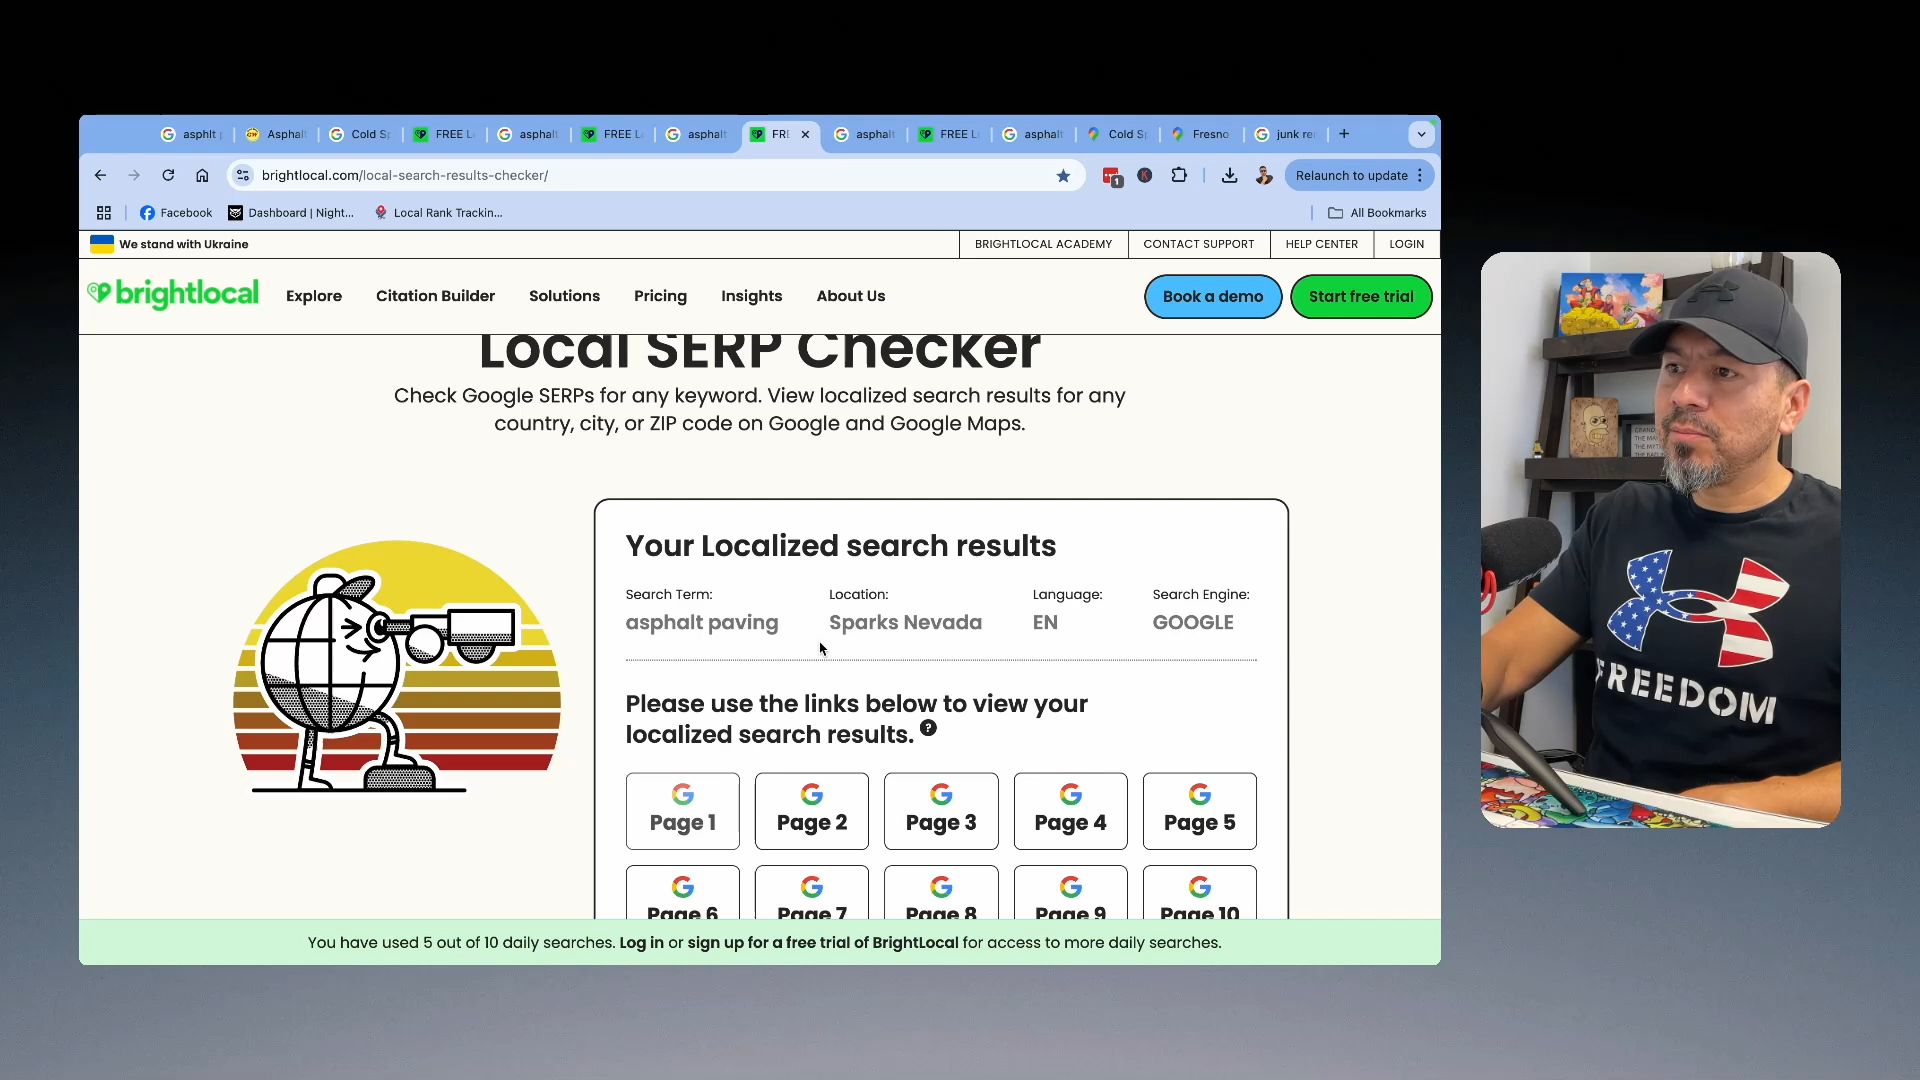 asphlt
Asphal
Cold Sp
FREE L
asphalt
FREE L
asphalt
FRE
asphalt
FREE L
asphalt
Cold Sp
Fresno
junk re
brightlocal.com/local-search-results-checker/
1
K
Relaunch to update
Facebook
Dashboard | Night...
Local Rank Trackin...
All Bookmarks
We stand with Ukraine
BRIGHTLOCAL ACADEMY
CONTACT SUPPORT
HELP CENTER
LOGIN
brightlocal
Explore
Citation Builder
Solutions
Pricing
Insights
About Us
Book a demo
Start free trial
Local SERP Checker
Check Google SERPs for any keyword. View localized search results for any
country, city, or ZIP code on Google and Google Maps.
Your Localized search results
Search Term:
Location:
Language:
Search Engine:
asphalt paving
Sparks Nevada
EN
GOOGLE
Please use the links below to view your
localized search results. ?
Page 1
Page 2
Page 3
Page 4
Page 5
Page 6
Page 7
Page 8
Page 9
Page 10
You have used 5 out of 10 daily searches. Log in or sign up for a free trial of BrightLocal for access to more daily searches.
FREEDOM